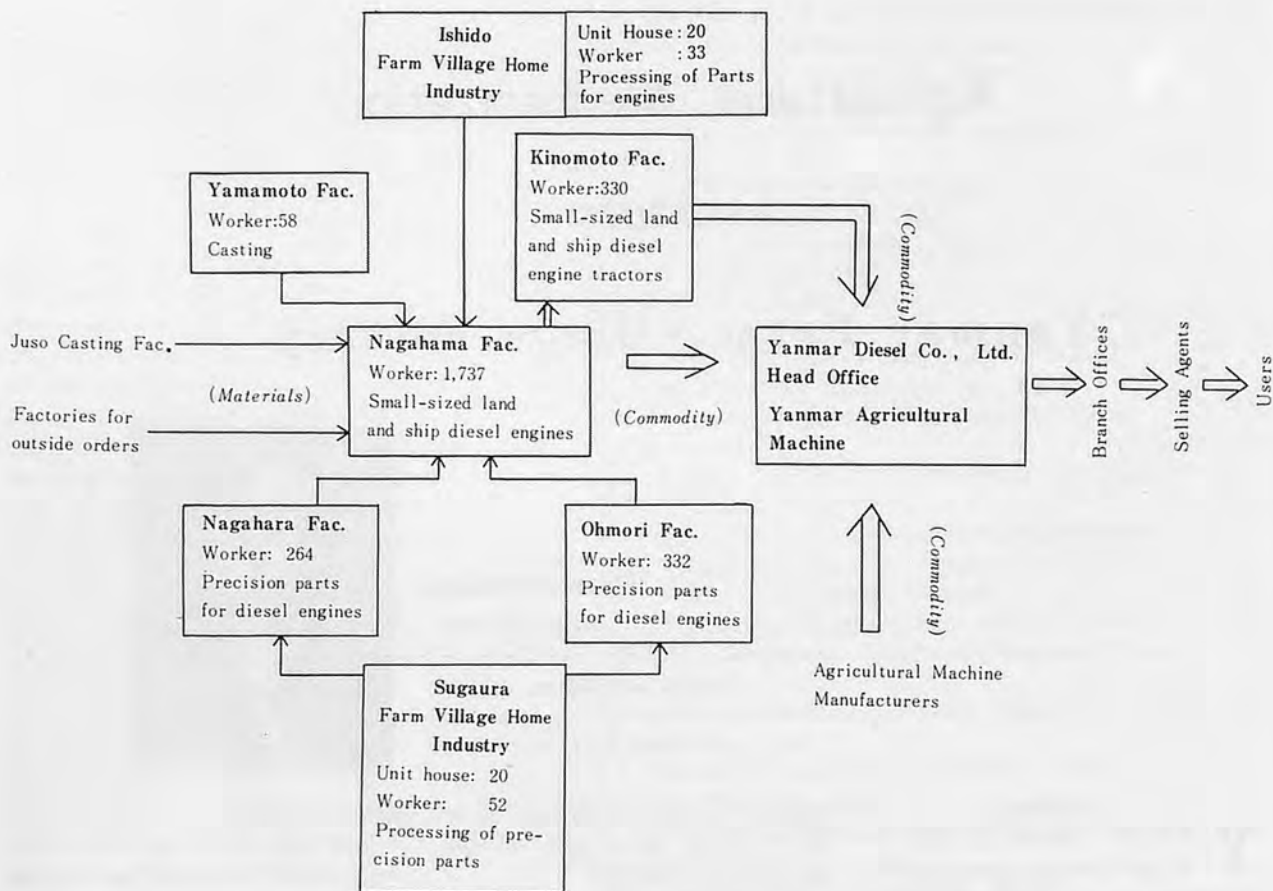 Ishido
Farm Village Home
Industry
Unit House : 20
Worker : 33
Processing of Parts
for engines
Kinomoto Fac.
Worker:330
Small-sized land
and ship diesel
engine tractors
Yamamoto Fac.
Worker:58
Casting
(Commodity)
Juso Casting Fac.
(Materials)
Factories for
outside orders
Nagahama Fac.
Worker: 1,737
Small-sized land
and ship diesel engines
(Commodity)
Yanmar Diesel Co., Ltd.
Head Office
Yanmar Agricultural
Machine
Branch Offices
Selling Agents
Users
Nagahara Fac.
Worker: 264
Precision parts
for diesel engines
Ohmori Fac.
Worker: 332
Precision parts
for diesel engines
(Commodity)
Agricultural Machine
Manufacturers
Sugaura
Farm Village Home
Industry
Unit house: 20
Worker: 52
Processing of pre-
cision parts